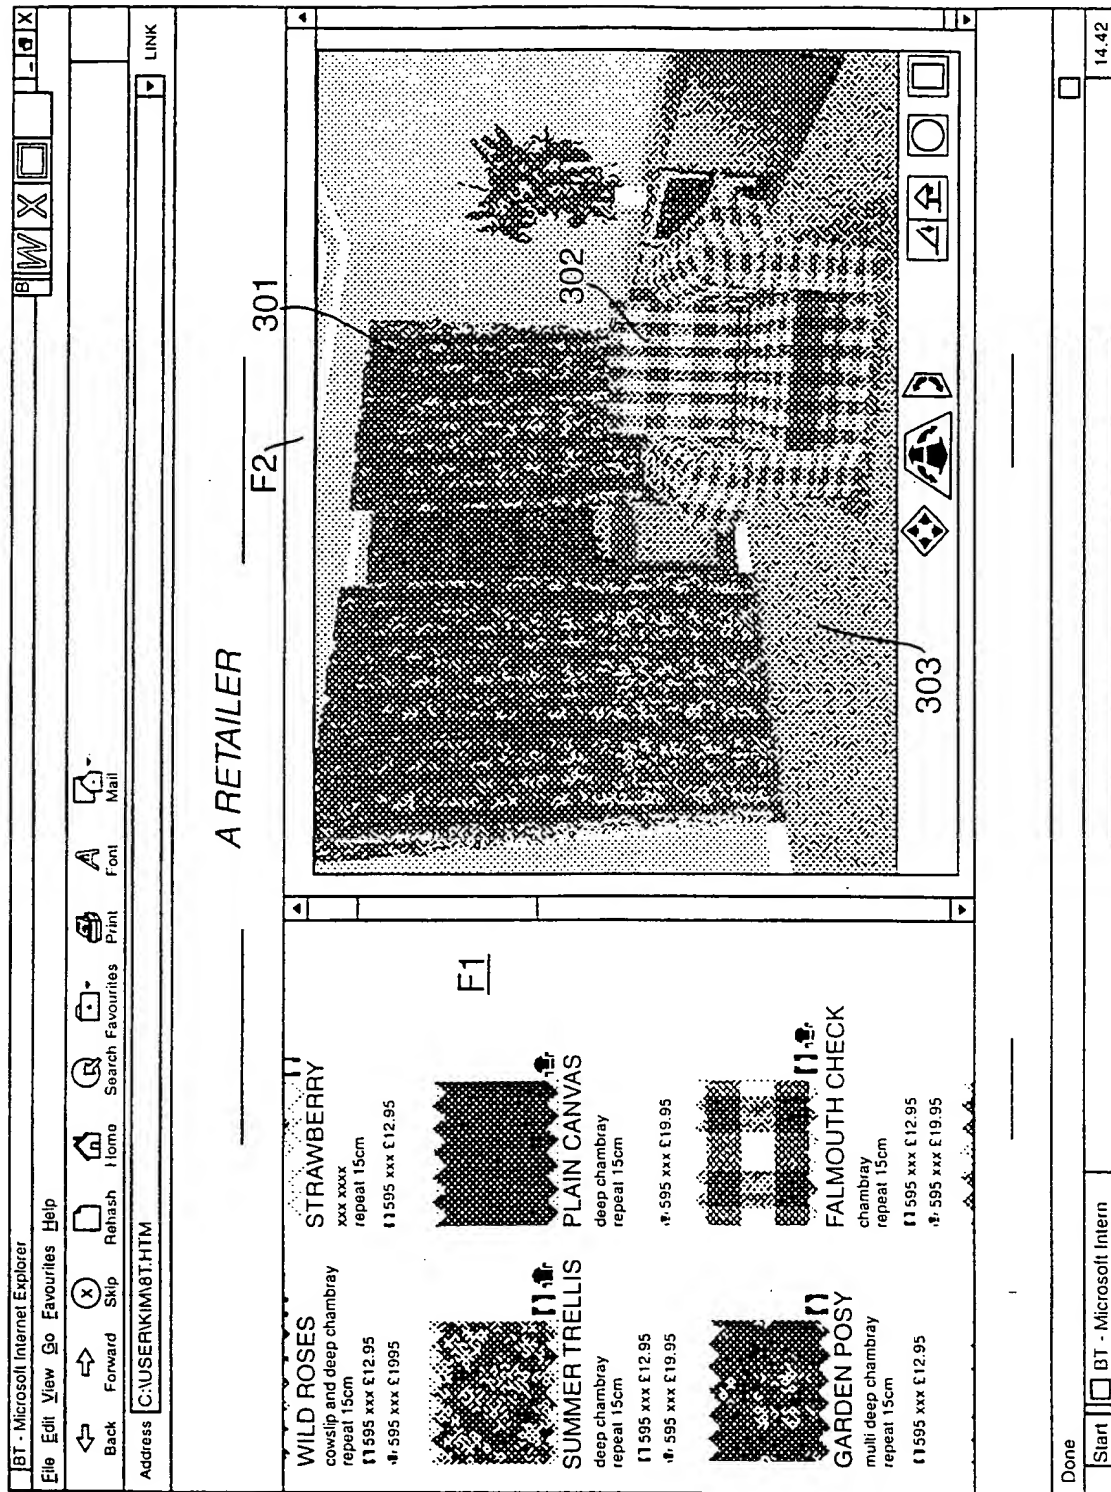 BT - Microsoft Internet Explorer
File Edit View Go Favourites Help
Back Forward Skip Rehash Home Search Favourites Print Font Mail
Address C:\USER\KIM\8T.HTM LINK
A RETAILER
WILD ROSES
cowslip and deep chambray
repeat 15cm
595 xxx £12.95
595 xxx £1995
STRAWBERRY
xxx xxxx
repeat 15cm
595 xxx £12.95
SUMMER TRELLIS
deep chambray
repeat 15cm
595 xxx £12.95
595 xxx £19.95
PLAIN CANVAS
deep chambray
repeat 15cm
595 xxx £19.95
GARDEN POSY
multi deep chambray
repeat 15cm
595 xxx £12.95
FALMOUTH CHECK
chambray
repeat 15cm
595 xxx £12.95
595 xxx £19.95
F1
F2
301
302
303
Done
Start BT - Microsoft Intern 14.42